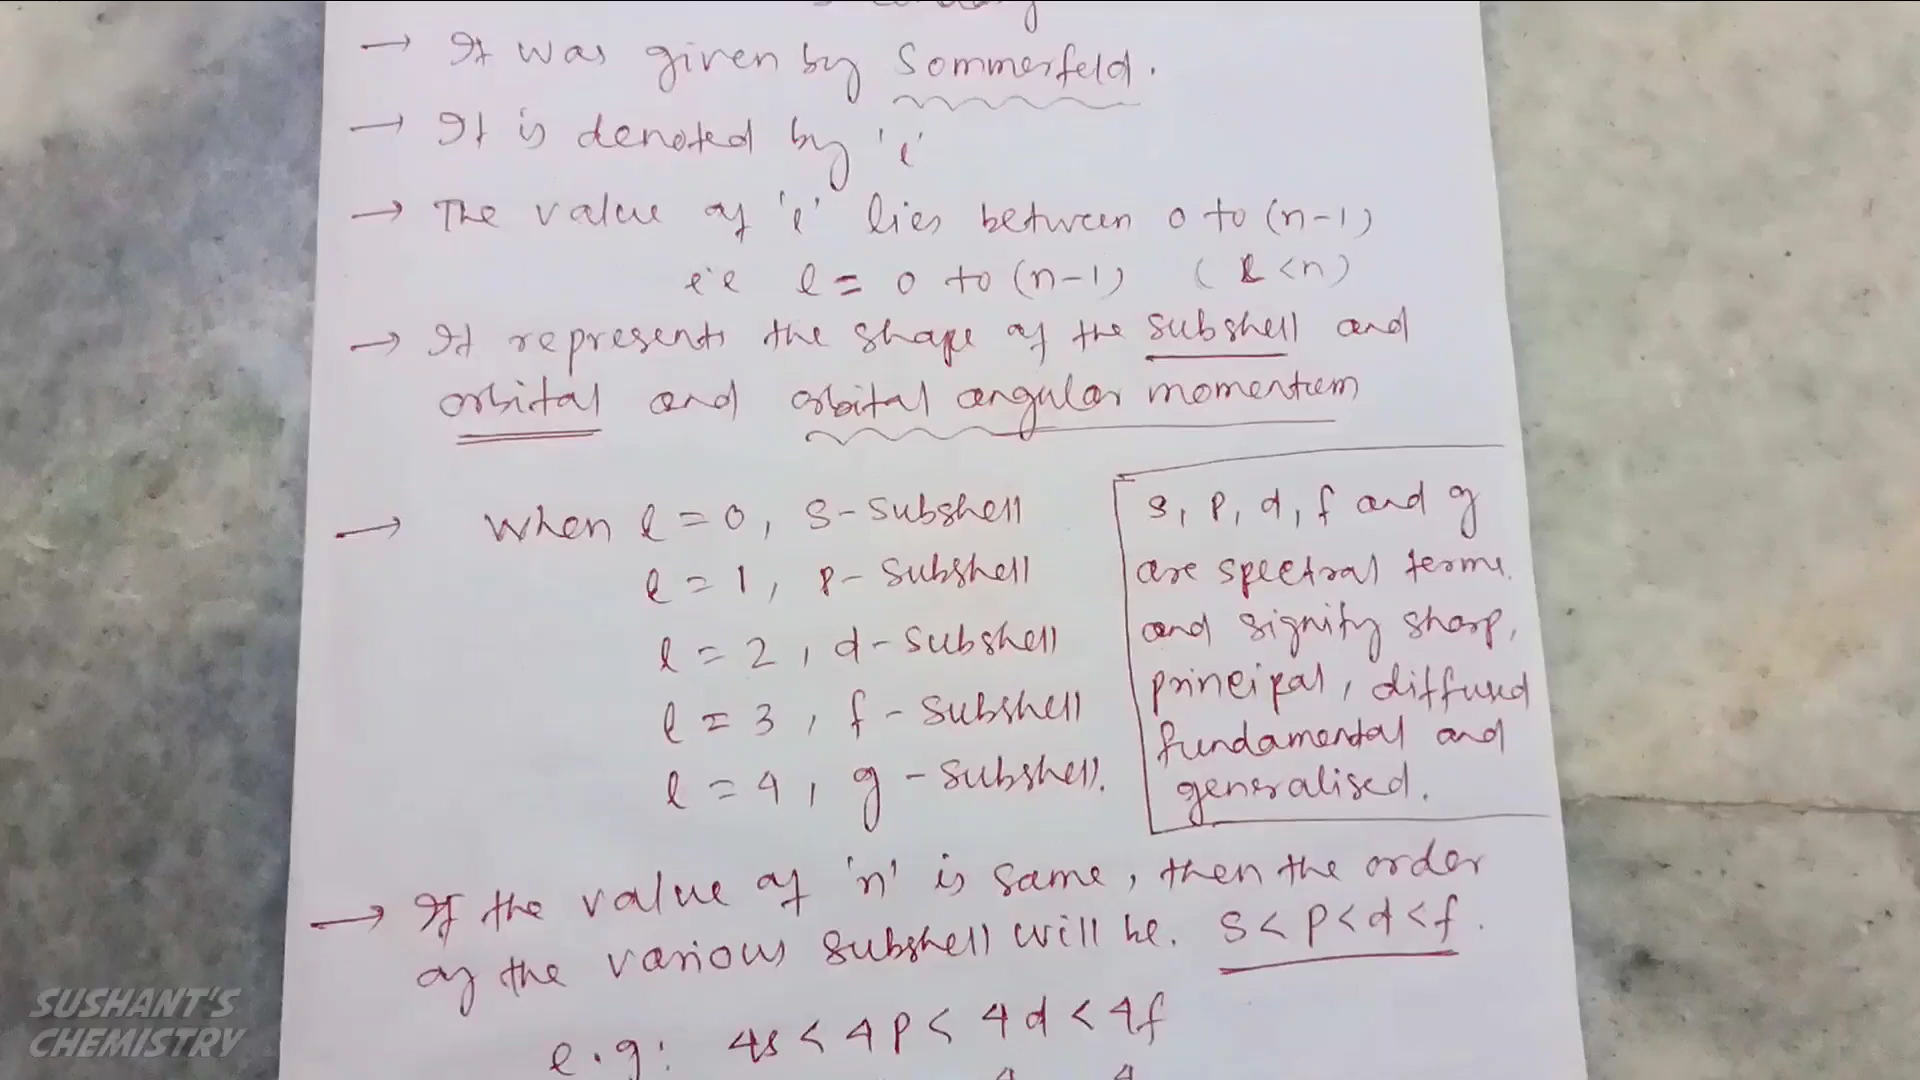 → It was given by Sommerfeld.
→ It is denoted by 'l'
→ The value of 'l' lies between 0 to (n-1)
i.e l = 0 to (n-1) (l<n)
→ It represents the shape of the subshell and
orbital and orbital angular momentum
→ When l = 0, s-subshell
l = 1, p-subshell
l = 2, d-subshell
l = 3, f-subshell
l = 4, g-subshell.
s, p, d, f and g
are spectral terms
and signify sharp,
principal, diffused
fundamental and
generalised.
→ If the value of 'n' is same, then the order
of the various subshell will be. s<p<d<f.
e.g: 4s < 4p < 4d < 4f
SUSHANT'S
CHEMISTRY